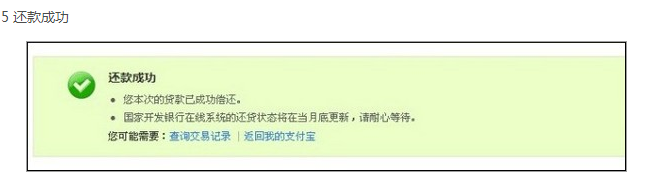 5 还款成功
还款成功
• 您本次的贷款已成功偿还。
• 国家开发银行在线系统的还贷状态将在当月底更新，请耐心等待。
您可能需要：查询交易记录 | 返回我的支付宝